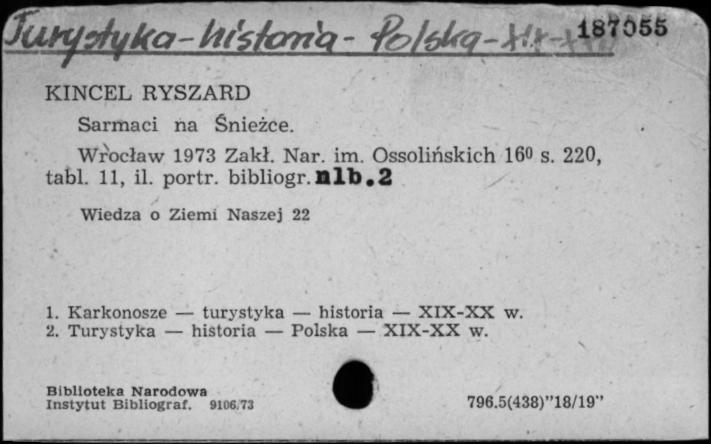 Turystyka - historia - Polska - XIX-XX 187055
KINCEL RYSZARD
Sarmaci na Śnieżce.
Wrocław 1973 Zakł. Nar. im. Ossolińskich 16⁰ s. 220,
tabl. 11, il. portr. bibliogr. nlb.2
Wiedza o Ziemi Naszej 22
1. Karkonosze — turystyka — historia — XIX-XX w.
2. Turystyka — historia — Polska — XIX-XX w.
Biblioteka Narodowa
Instytut Bibliograf. 9106/73
796.5(438)"18/19"